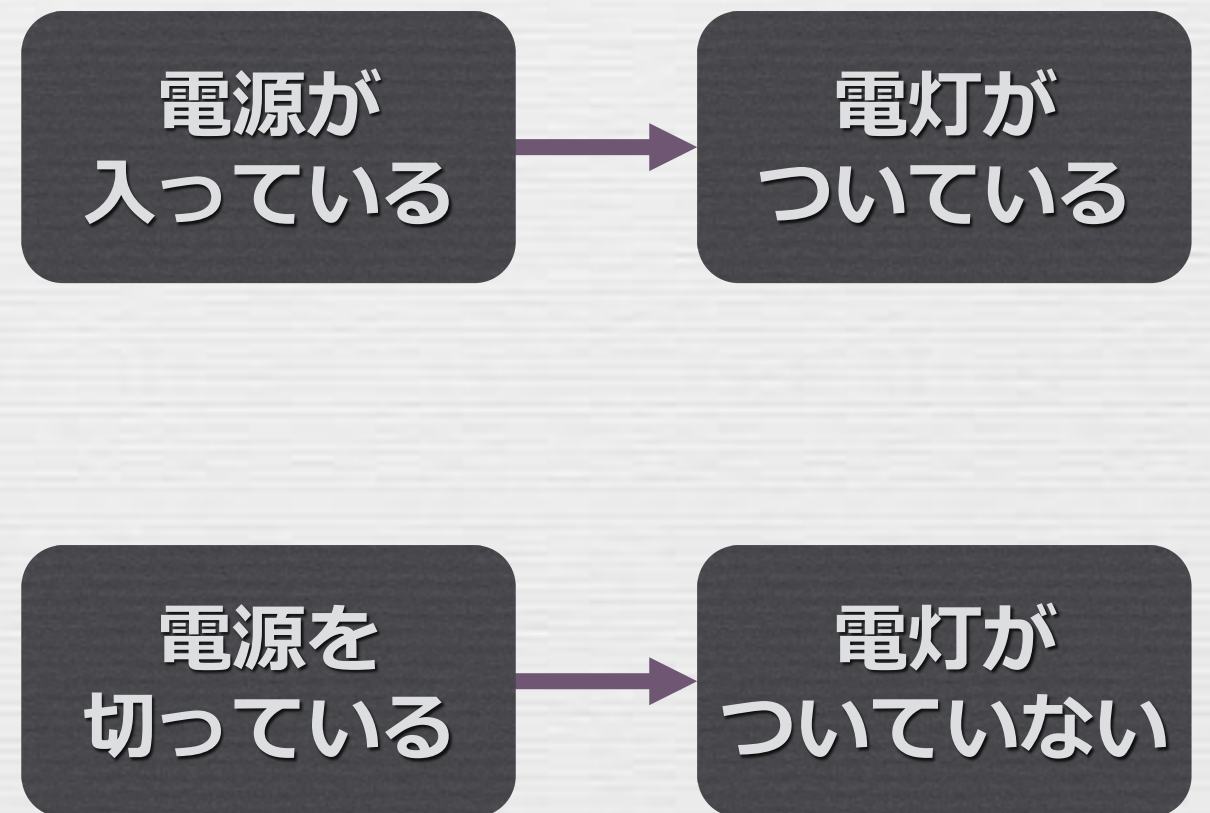 電源が
入っている
電灯が
ついている
電源を
切っている
電灯が
ついていない